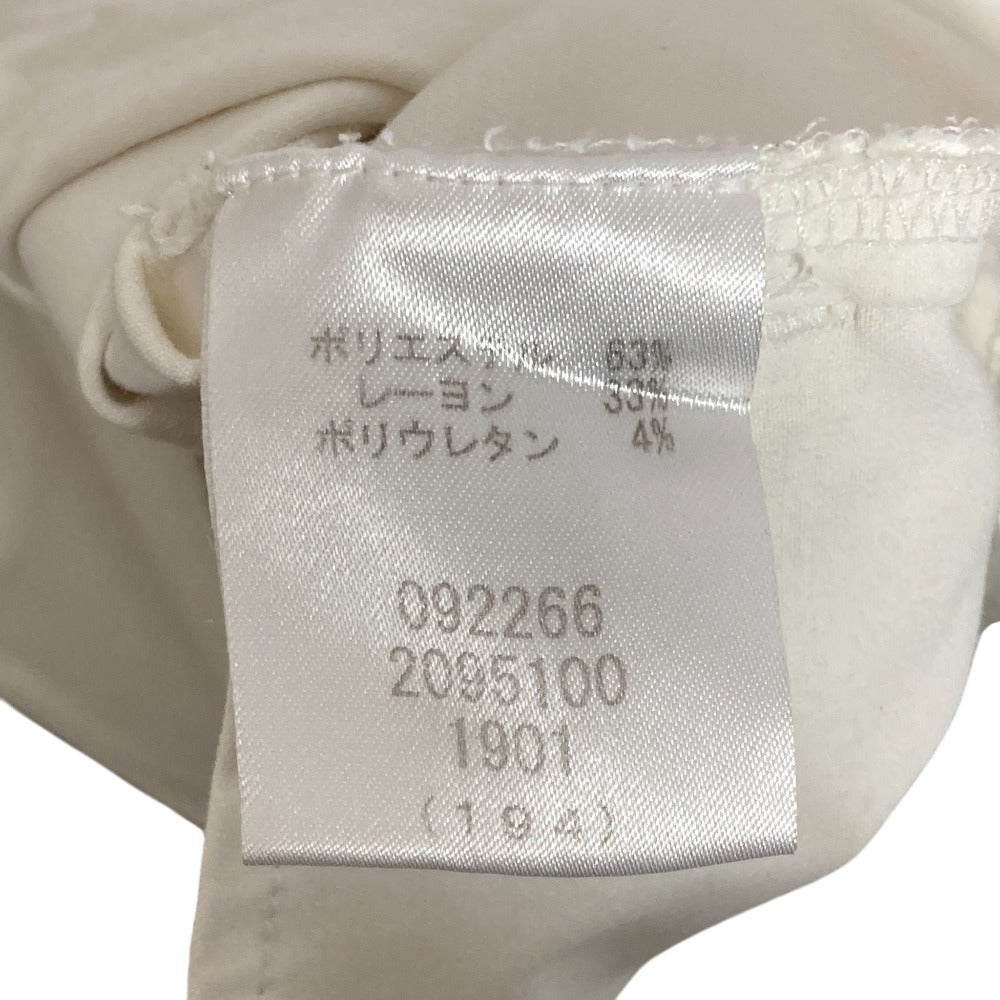 ポリエステル 63%
レーヨン 33%
ポリウレタン 4%
092266
2095100
1901
(194)